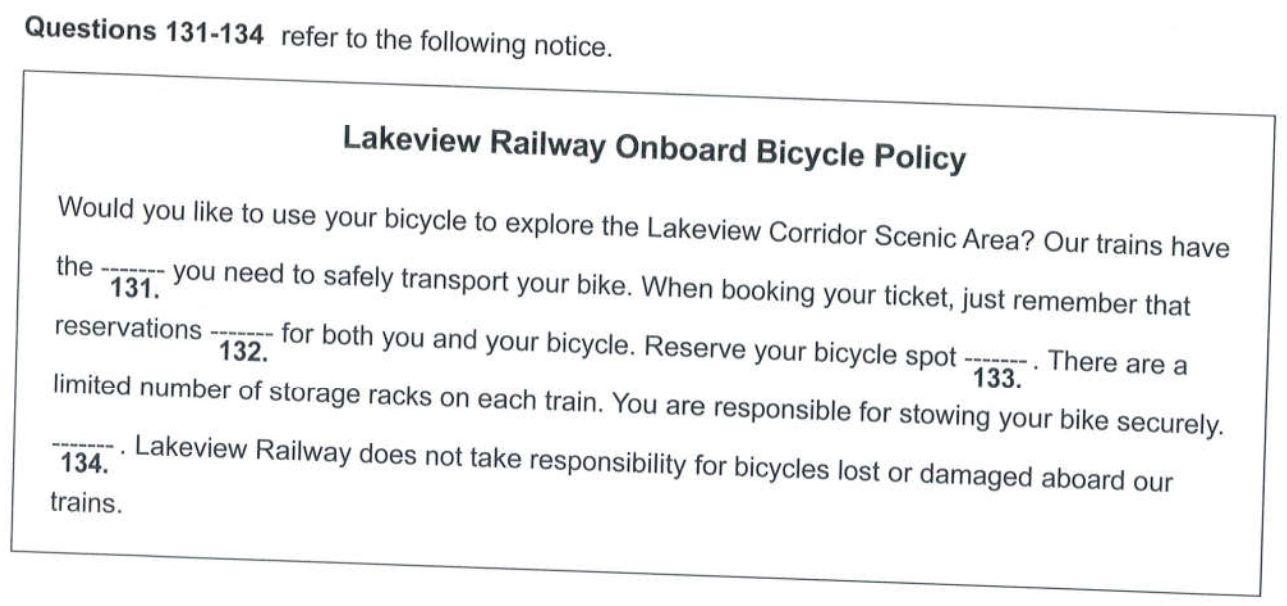 Questions 131-134 refer to the following notice.
Lakeview Railway Onboard Bicycle Policy
Would you like to use your bicycle to explore the Lakeview Corridor Scenic Area? Our trains have
the ------- you need to safely transport your bike. When booking your ticket, just remember that
131.
reservations ------- for both you and your bicycle. Reserve your bicycle spot ------- . There are a
132.
133.
limited number of storage racks on each train. You are responsible for stowing your bike securely.
------- . Lakeview Railway does not take responsibility for bicycles lost or damaged aboard our
134.
trains.